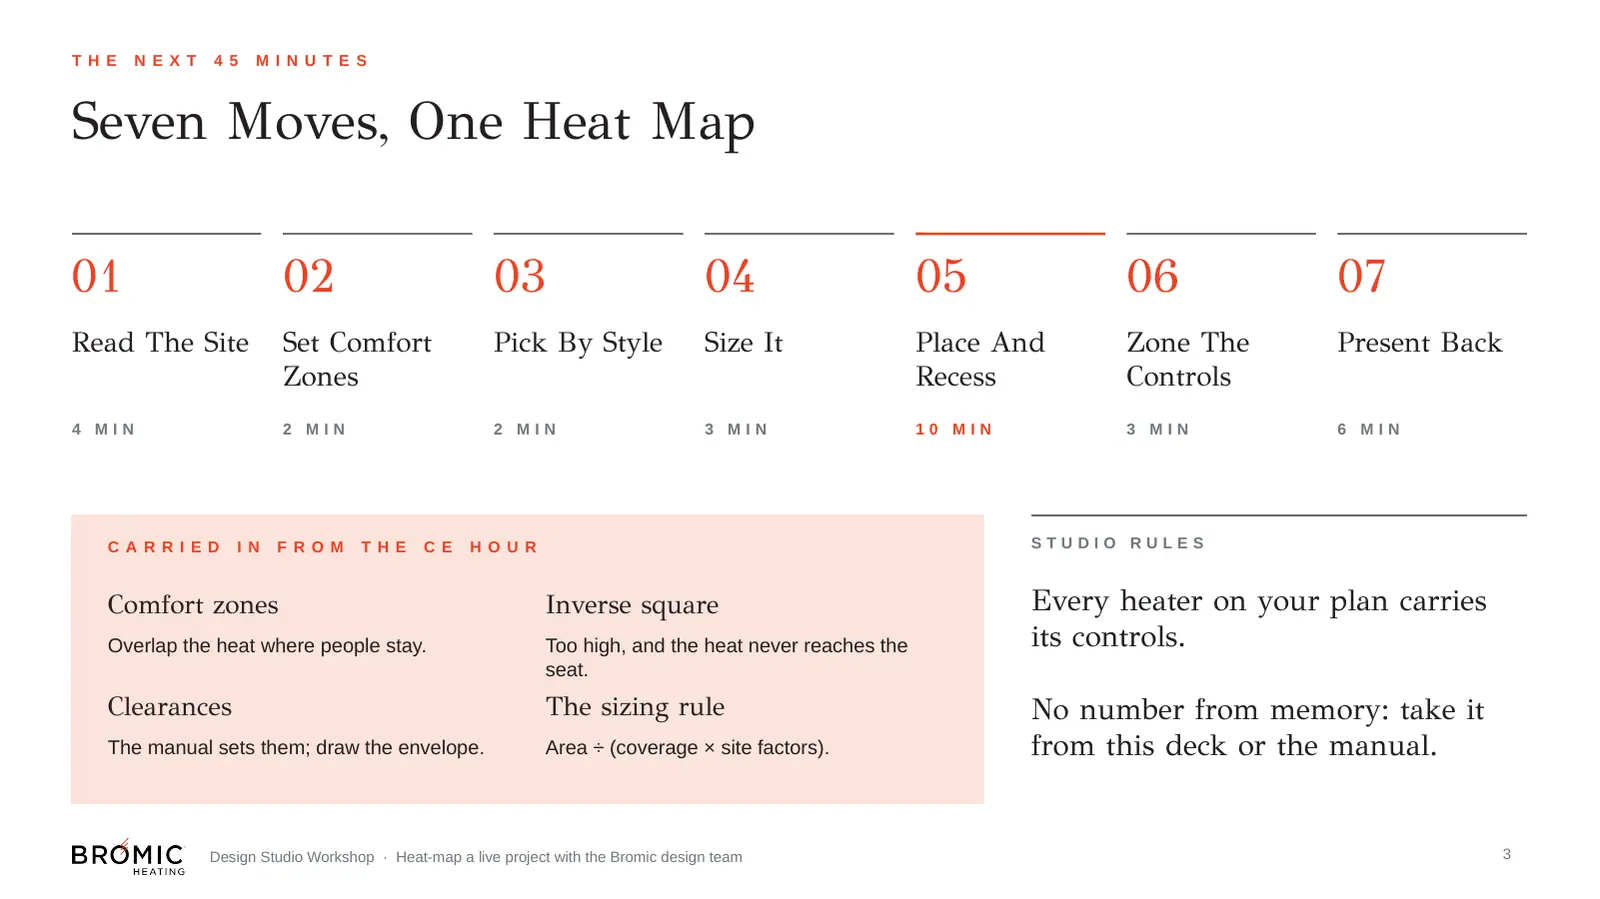 THE NEXT 45 MINUTES
Seven Moves, One Heat Map
01
Read The Site
4 MIN
02
Set Comfort
Zones
2 MIN
03
Pick By Style
2 MIN
04
Size It
3 MIN
05
Place And
Recess
10 MIN
06
Zone The
Controls
3 MIN
07
Present Back
6 MIN
CARRIED IN FROM THE CE HOUR
Comfort zones
Overlap the heat where people stay.
Inverse square
Too high, and the heat never reaches the
seat.
Clearances
The manual sets them; draw the envelope.
The sizing rule
Area ÷ (coverage × site factors).
STUDIO RULES
Every heater on your plan carries
its controls.
No number from memory: take it
from this deck or the manual.
BROMIC
HEATING
Design Studio Workshop · Heat-map a live project with the Bromic design team
3